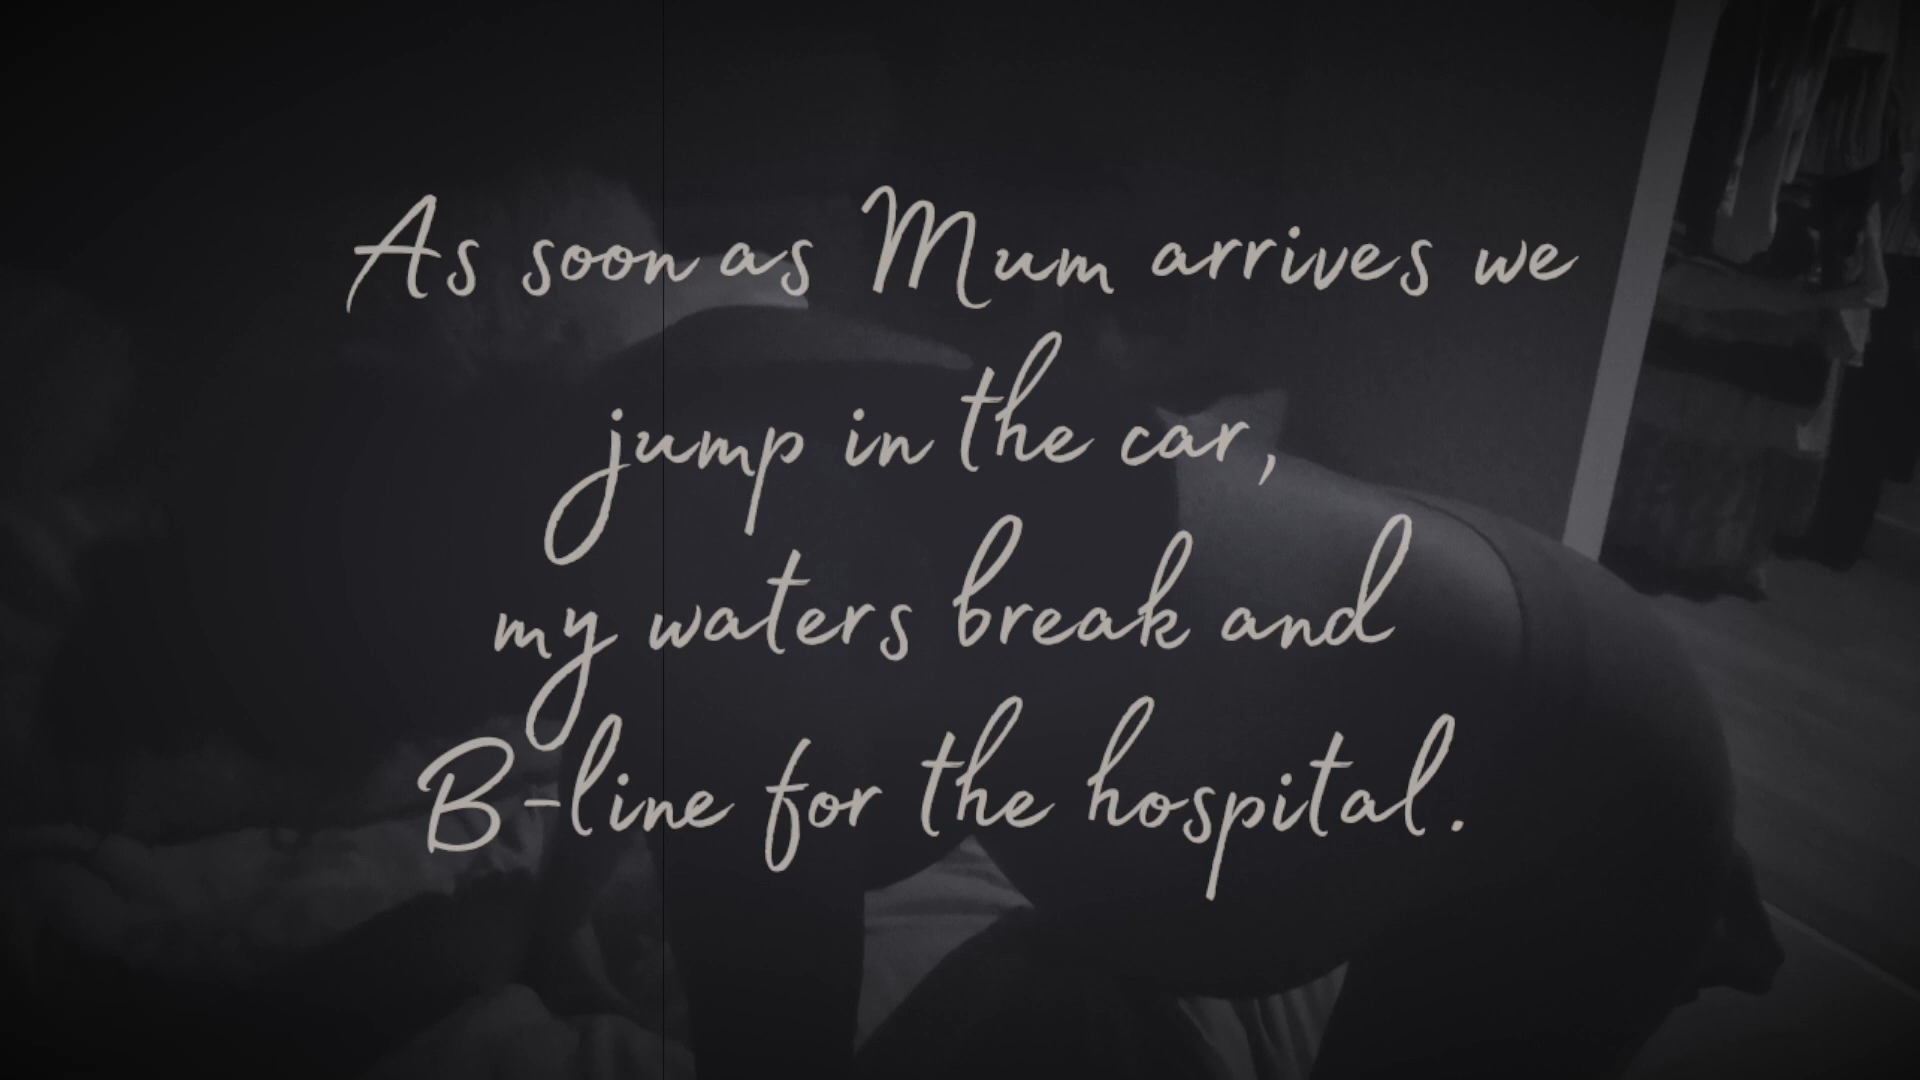 As soon as Mum arrives we
jump in the car,
my waters break and
B-line for the hospital.